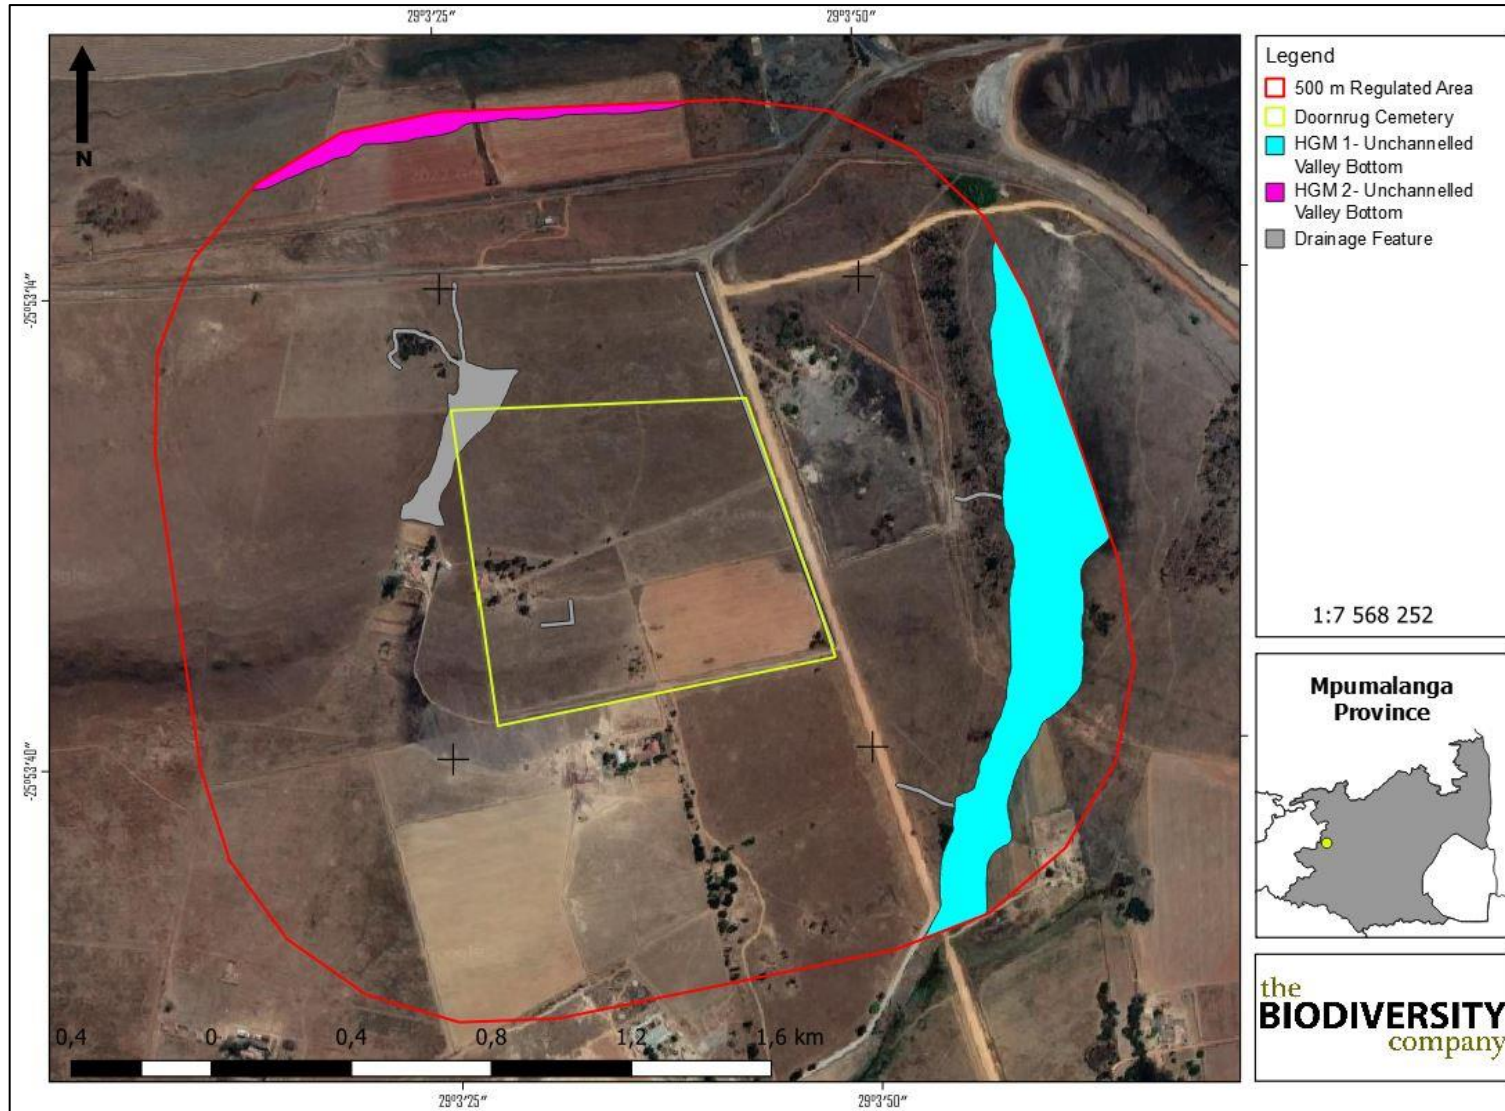 29°3'25"
29°3'50"
N
-25°53'14"
-25°53'40"
0,4
0
0,4
0,8
1,2
1,6 km
29°3'25"
29°3'50"
Legend
500 m Regulated Area
Doornrug Cemetery
HGM 1- Unchannelled
Valley Bottom
HGM 2- Unchannelled
Valley Bottom
Drainage Feature
1:7 568 252
Mpumalanga
Province
the
BIODIVERSITY
company